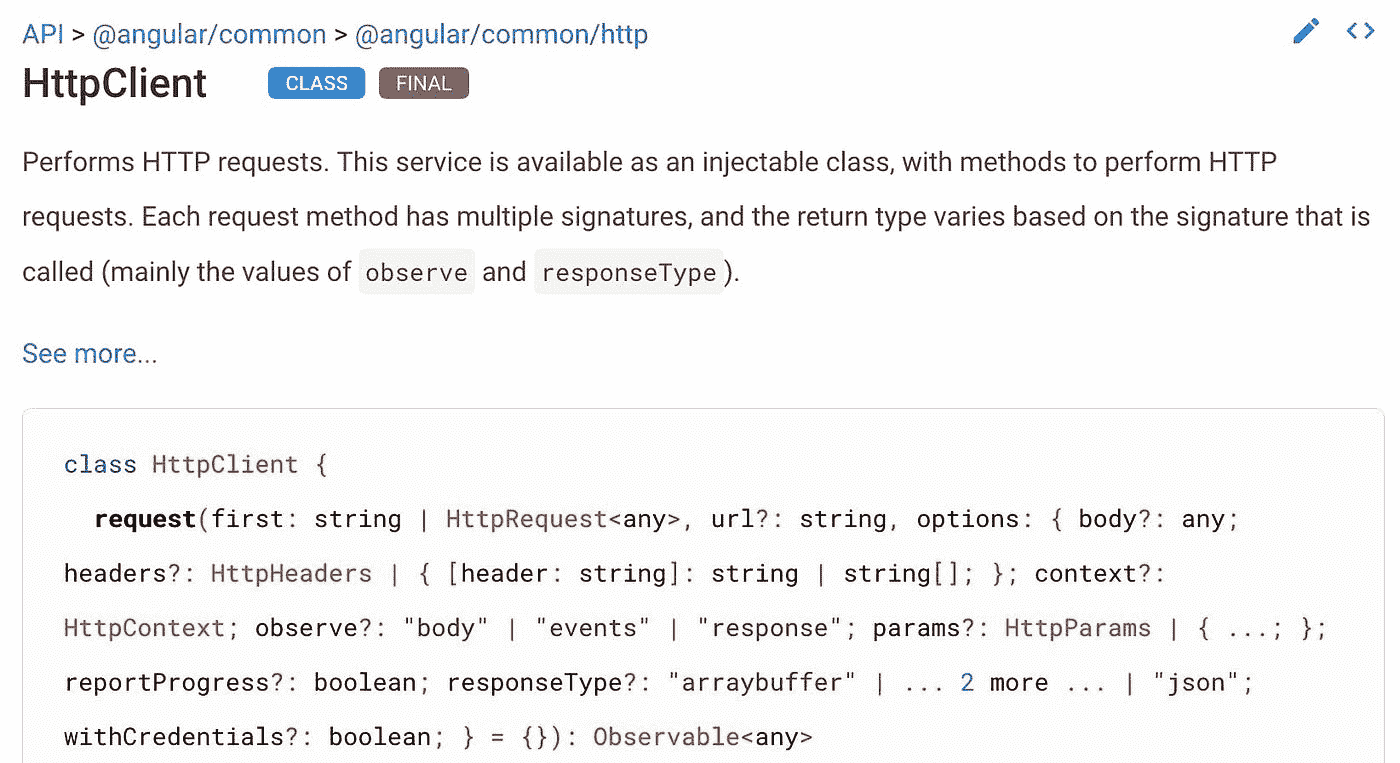 API > @angular/common > @angular/common/http
HttpClient CLASS FINAL
Performs HTTP requests. This service is available as an injectable class, with methods to perform HTTP
requests. Each request method has multiple signatures, and the return type varies based on the signature that is
called (mainly the values of observe and responseType).
See more...
class HttpClient {
request(first: string | HttpRequest<any>, url?: string, options: { body?: any;
headers?: HttpHeaders | { [header: string]: string | string[]; }; context?:
HttpContext; observe?: "body" | "events" | "response"; params?: HttpParams | { ...; };
reportProgress?: boolean; responseType?: "arraybuffer" | ... 2 more ... | "json";
withCredentials?: boolean; } = {}): Observable<any>